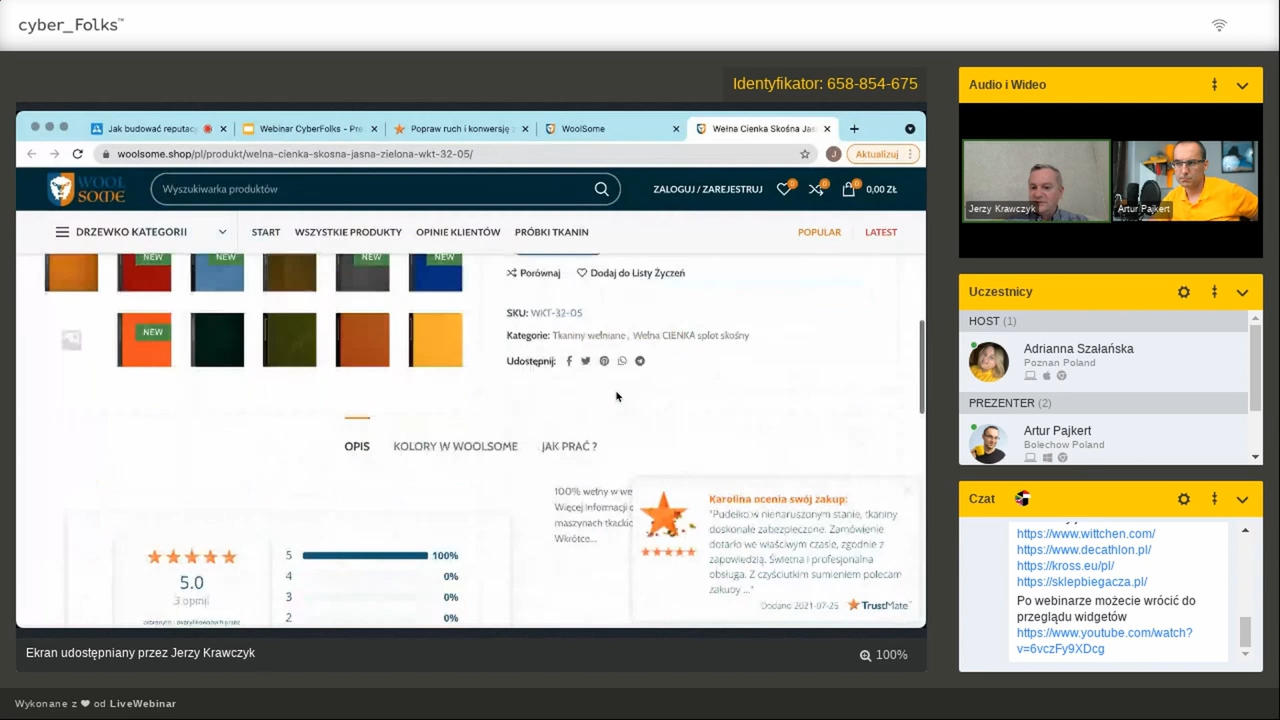 cyber_Folks™
Identyfikator: 658-854-675
Jak budować reputac
Webinar CyberFolks - Pre
Popraw ruch i konwersję z
WoolSome
Wełna Cienka Skośna Jas
woolsome.shop/pl/produkt/welna-cienka-skosna-jasna-zielona-wkt-32-05/
J
Aktualizuj
WOOL
SOME
Wyszukiwarka produktów
ZALOGUJ / ZAREJESTRUJ
0
0
0
0,00 ZŁ
DRZEWKO KATEGORII
START
WSZYSTKIE PRODUKTY
OPINIE KLIENTÓW
PRÓBKI TKANIN
POPULAR
LATEST
NEW
NEW
NEW
NEW
NEW
Porównaj
Dodaj do Listy Życzeń
SKU: WKT-32-05
Kategorie: Tkaniny wełniane, Wełna CIENKA splot skośny
Udostępnij:
OPIS
KOLORY W WOOLSOME
JAK PRAĆ ?
100% wełny w we
Więcej Informacji o
maszynach tkackic
Wkrótce...
5.0
3 opinii
5 100%
4 0%
3 0%
2 0%
Karolina ocenia swój zakup:
"Pudełko w nienaruszonym stanie, tkaniny
doskonale zabezpieczone. Zamówienie
dotarło we właściwym czasie, zgodnie z
zapowiedzią. Świetna i profesjonalna
obsługa. Z czyściutkim sumieniem polecam
zakupy ..."
Dodano 2021-07-25
TrustMate
Ekran udostępniany przez Jerzy Krawczyk
100%
Wykonane z ❤ od LiveWebinar
Audio i Wideo
Jerzy Krawczyk
Artur Pajkert
Uczestnicy
HOST (1)
Adrianna Szałańska
Poznan Poland
PREZENTER (2)
Artur Pajkert
Bolechow Poland
Czat
https://www.wittchen.com/
https://www.decathlon.pl/
https://kross.eu/pl/
https://sklepbiegacza.pl/
Po webinarze możecie wrócić do
przeglądu widgetów
https://www.youtube.com/watch?
v=6vczFy9XDcg